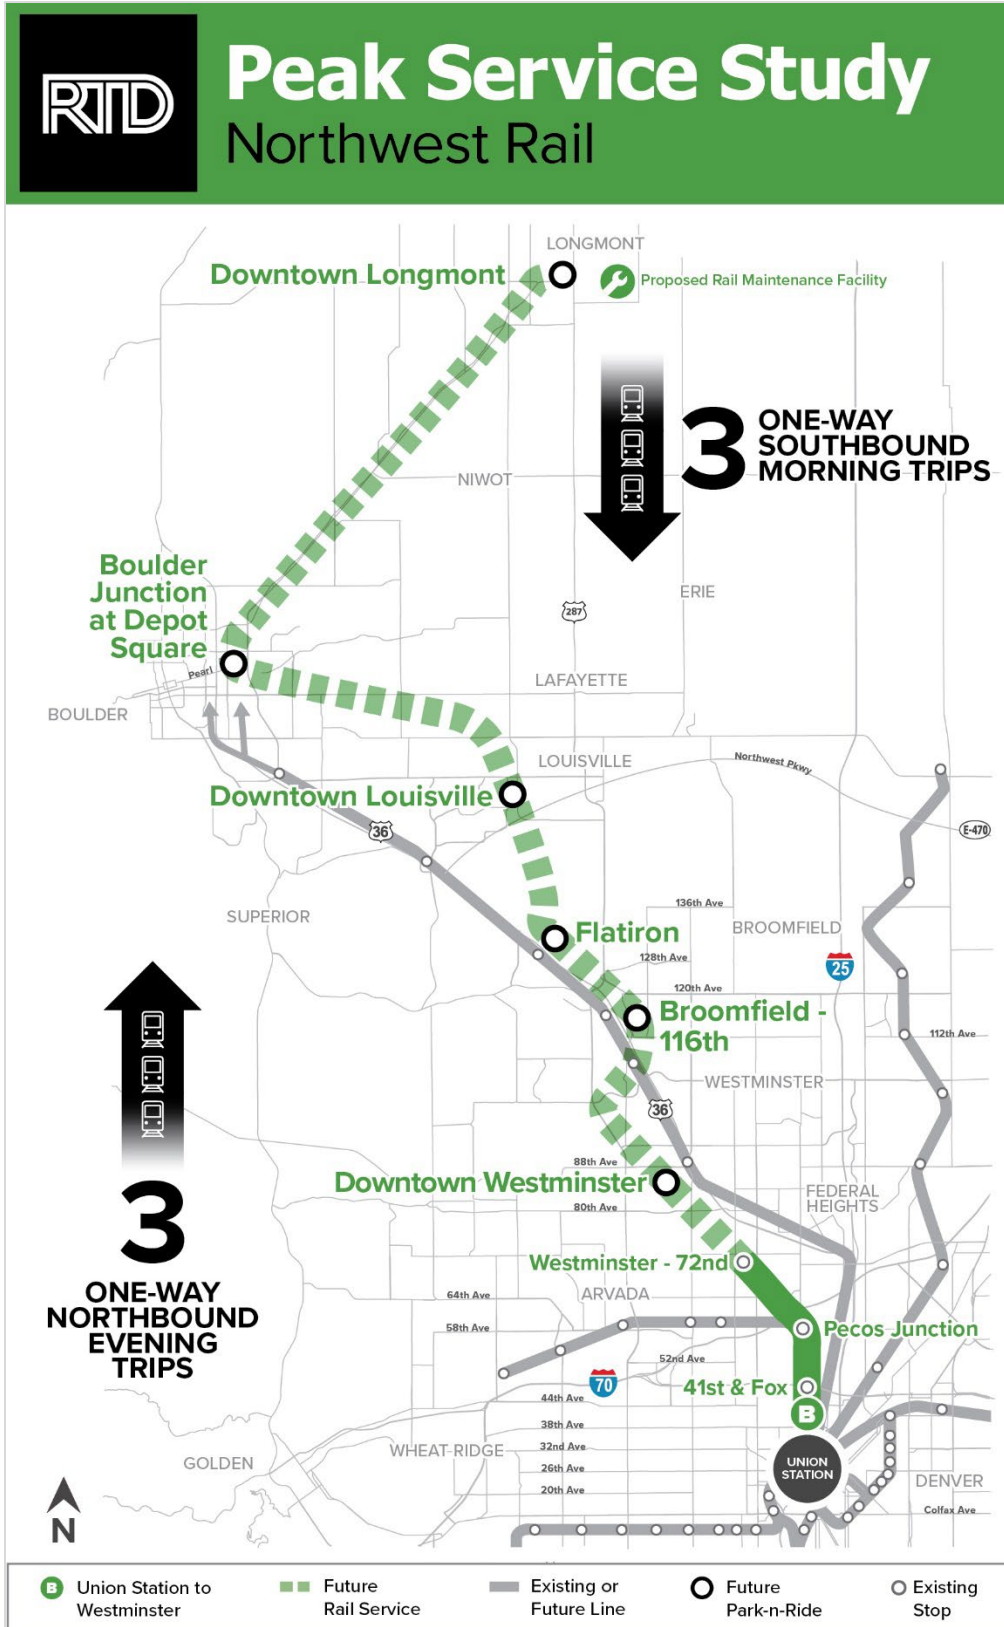 RTD
Peak Service Study
Northwest Rail
LONGMONT
Downtown Longmont
Proposed Rail Maintenance Facility
3
ONE-WAY
SOUTHBOUND
MORNING TRIPS
NIWOT
Boulder
Junction
at Depot
Square
ERIE
287
Pearl
LAFAYETTE
BOULDER
LOUISVILLE
Northwest Pkwy
Downtown Louisville
36
E-470
136th Ave
SUPERIOR
BROOMFIELD
Flatiron
128th Ave
25
120th Ave
Broomfield -
116th
112th Ave
WESTMINSTER
36
88th Ave
Downtown Westminster
80th Ave
FEDERAL
HEIGHTS
3
ONE-WAY
NORTHBOUND
EVENING
TRIPS
Westminster - 72nd
64th Ave
ARVADA
58th Ave
Pecos Junction
52nd Ave
70
41st & Fox
44th Ave
B
38th Ave
WHEAT RIDGE
32nd Ave
GOLDEN
26th Ave
UNION
STATION
20th Ave
DENVER
Colfax Ave
N
B
Union Station to
Westminster
Future
Rail Service
Existing or
Future Line
Future
Park-n-Ride
Existing
Stop